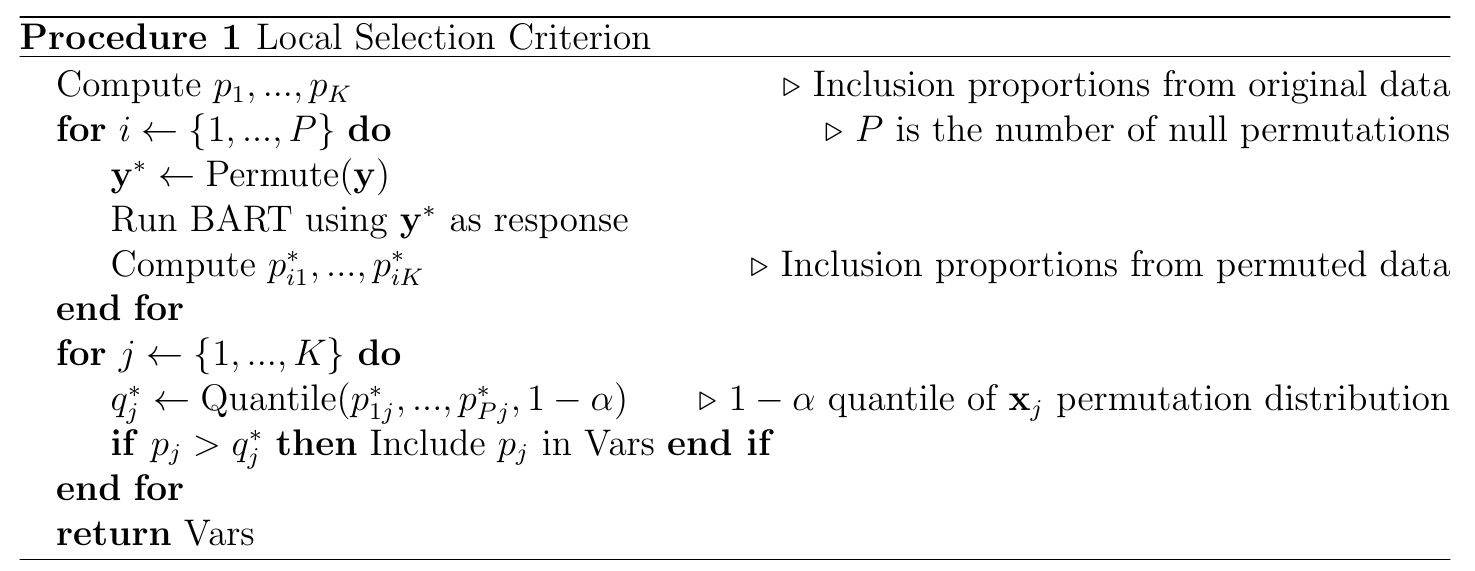 Procedure 1 Local Selection Criterion
Compute p_1, ..., p_K ▷ Inclusion proportions from original data
for i ← {1, ..., P} do ▷ P is the number of null permutations
y* ← Permute(y)
Run BART using y* as response
Compute p*_{i1}, ..., p*_{iK} ▷ Inclusion proportions from permuted data
end for
for j ← {1, ..., K} do
q*_j ← Quantile(p*_{1j}, ..., p*_{Pj}, 1 − α) ▷ 1 − α quantile of x_j permutation distribution
if p_j > q*_j then Include p_j in Vars end if
end for
return Vars